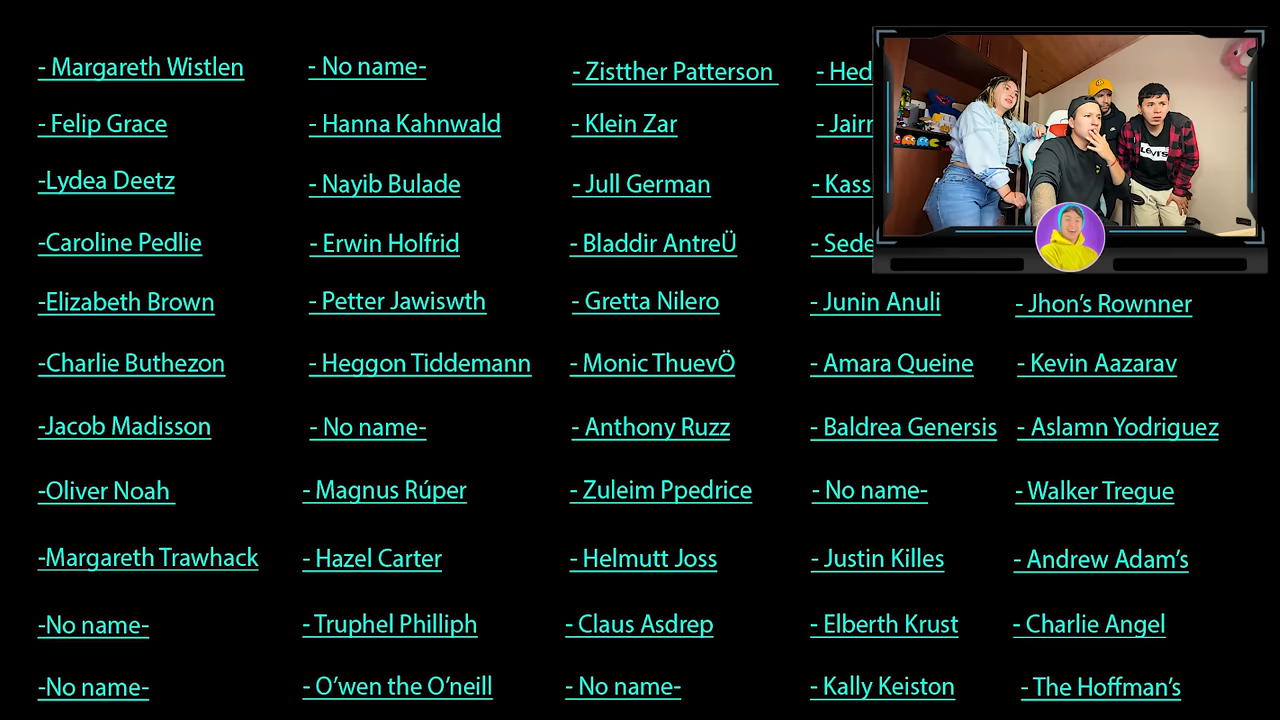 - Margareth Wistlen
- Felip Grace
-Lydea Deetz
-Caroline Pedlie
-Elizabeth Brown
-Charlie Buthezon
-Jacob Madisson
-Oliver Noah
-Margareth Trawhack
-No name-
-No name-
- No name-
- Hanna Kahnwald
- Nayib Bulade
- Erwin Holfrid
- Petter Jawiswth
- Heggon Tiddemann
- No name-
- Magnus Rúper
- Hazel Carter
- Truphel Philliph
- O’wen the O’neill
- Zistther Patterson
- Klein Zar
- Jull German
- Bladdir AntreÜ
- Gretta Nilero
- Monic ThuevÖ
- Anthony Ruzz
- Zuleim Ppedrice
- Helmutt Joss
- Claus Asdrep
- No name-
- Hed
- Jairr
- Kass
- Sede
- Junin Anuli
- Amara Queine
- Baldrea Genersis
- No name-
- Justin Killes
- Elberth Krust
- Kally Keiston
- Jhon’s Rownner
- Kevin Aazarav
- Aslamn Yodriguez
- Walker Tregue
- Andrew Adam’s
- Charlie Angel
- The Hoffman’s
LEVI'S